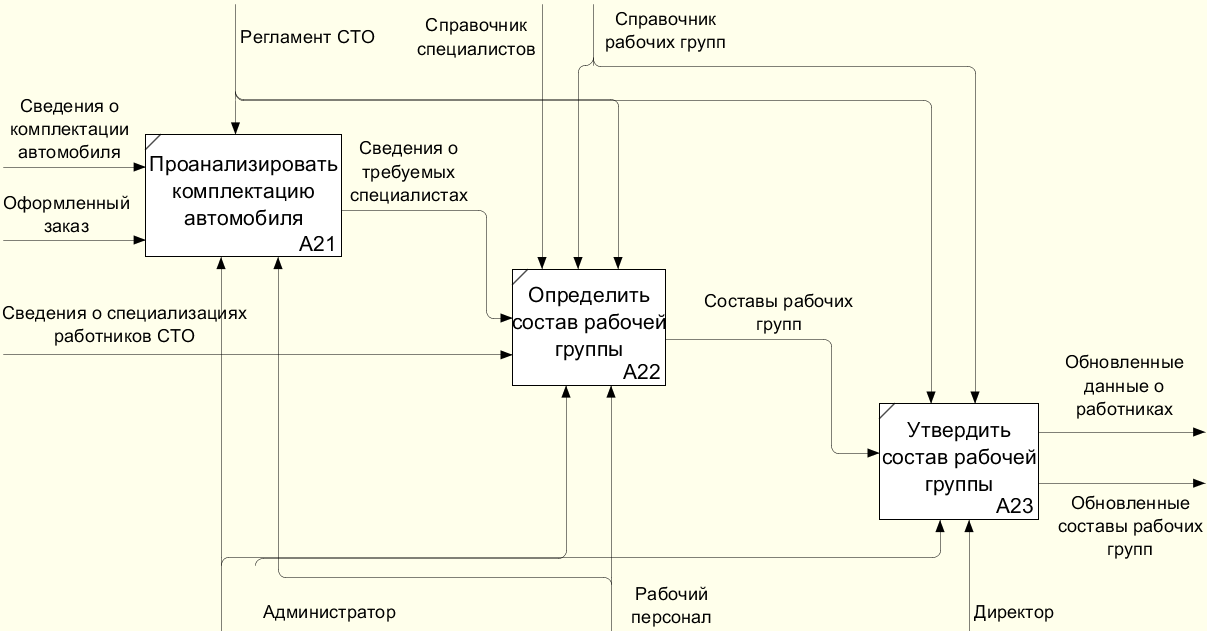 Регламент СТО
Справочник
специалистов
Справочник
рабочих групп
Сведения о
комплектации
автомобиля
Оформленный
заказ
Проанализировать
комплектацию
автомобиля
A21
Сведения о
требуемых
специалистах
Сведения о специализациях
работников СТО
Определить
состав рабочей
группы
A22
Составы рабочих
групп
Утвердить
состав рабочей
группы
A23
Обновленные
данные о
работниках
Обновленные
составы рабочих
групп
Администратор
Рабочий
персонал
Директор